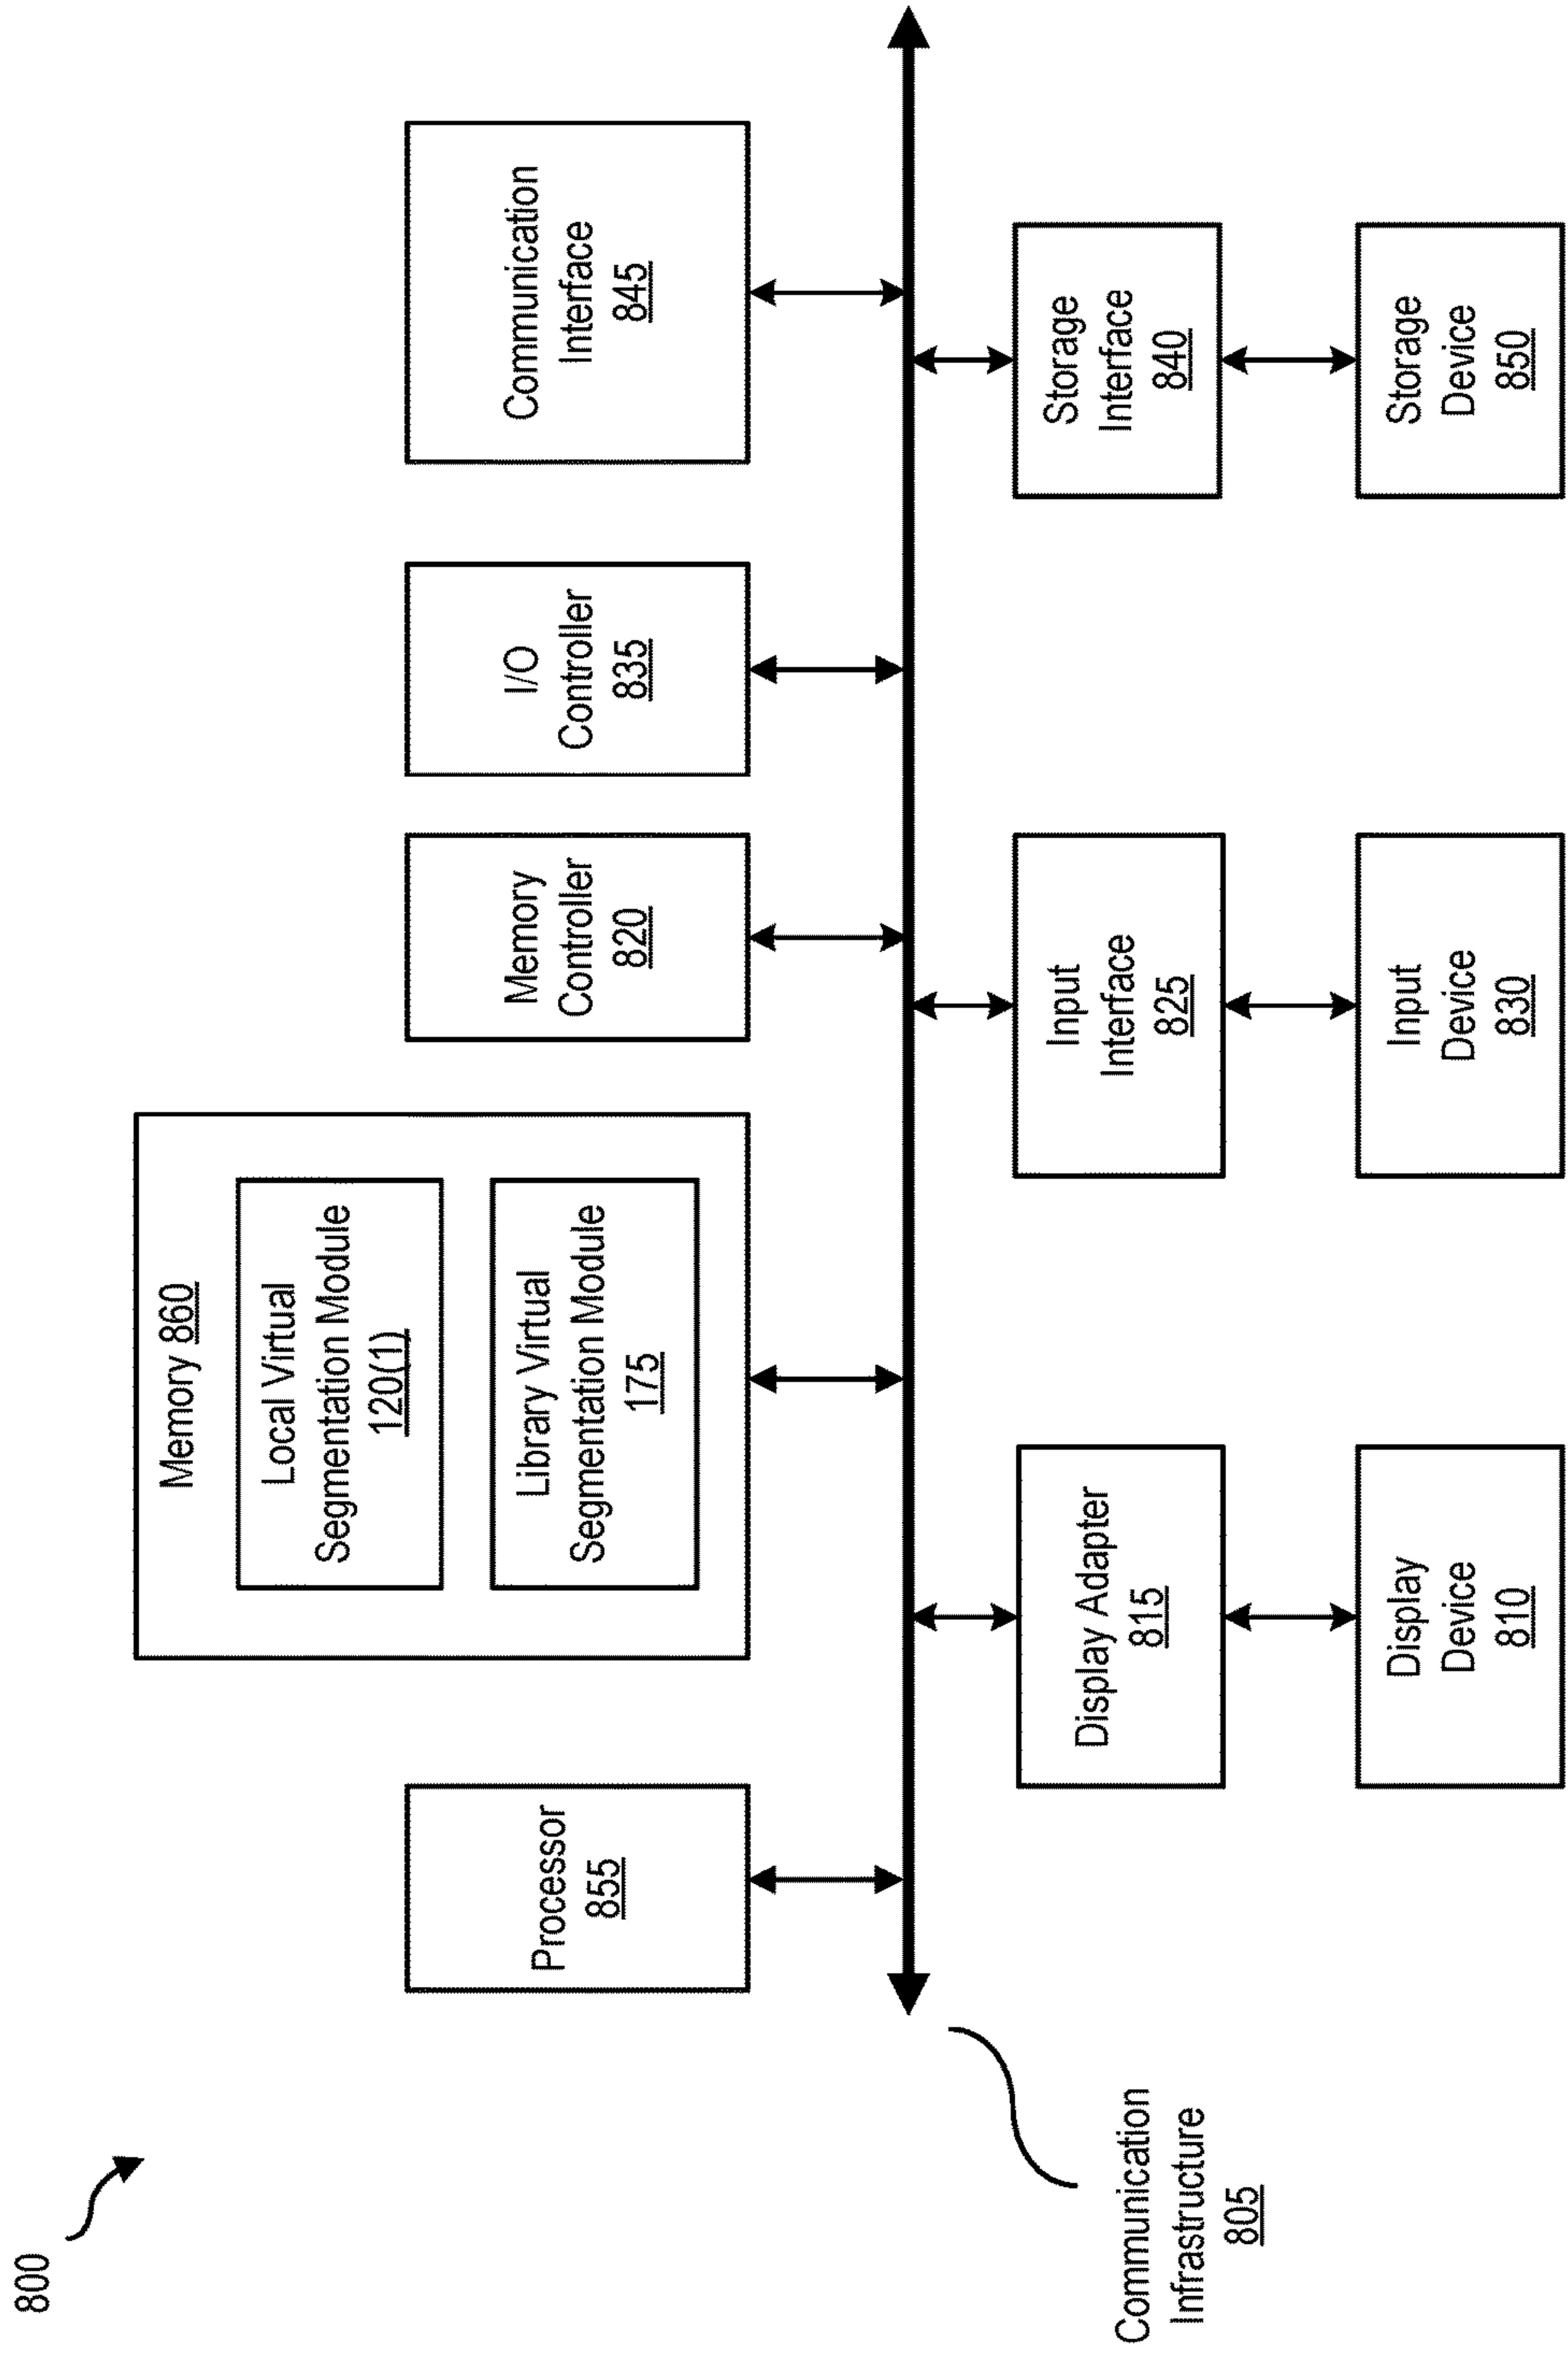 800
Memory 860
Local Virtual
Segmentation Module
120(1)
Library Virtual
Segmentation Module
175
Processor
855
Memory
Controller
820
I/O
Controller
835
Communication
Interface
845
Communication
Infrastructure
805
Display Adapter
815
Input
Interface
825
Storage
Interface
840
Display
Device
810
Input
Device
830
Storage
Device
850